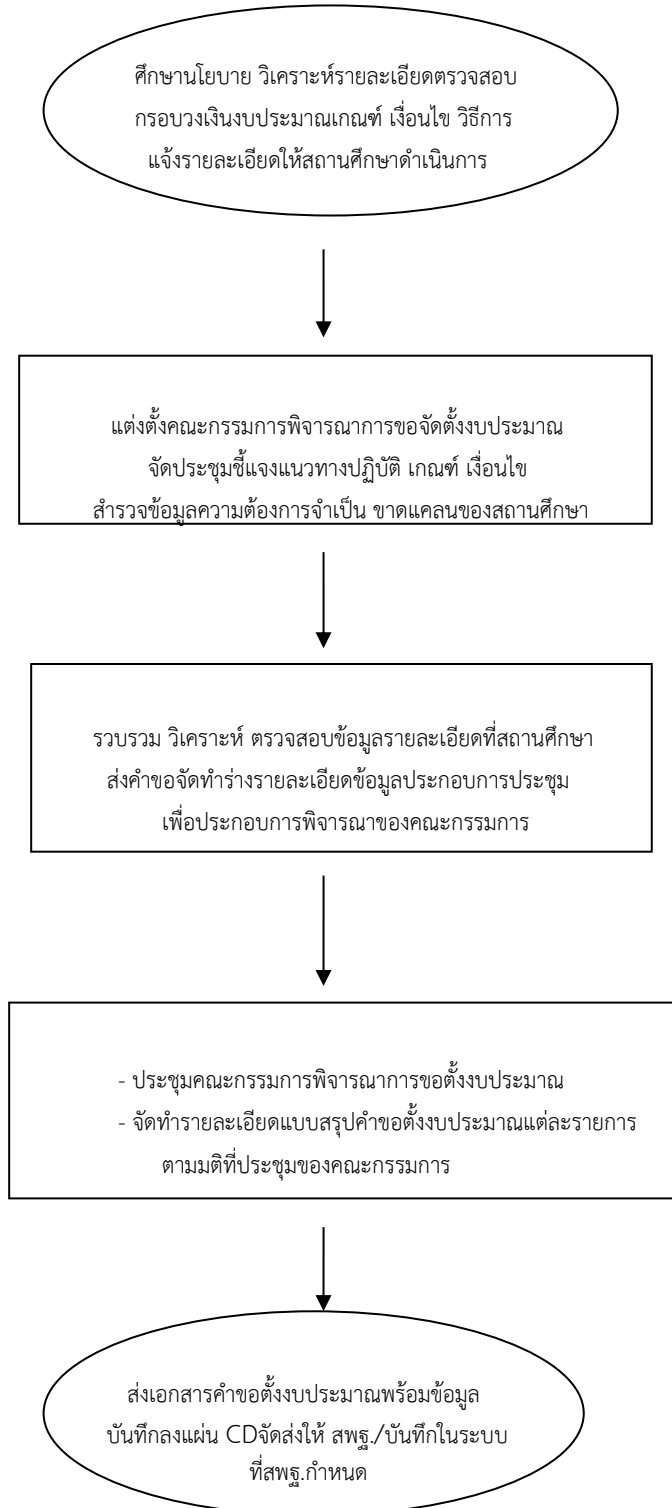 ศึกษานโยบาย วิเคราะห์รายละเอียดตรวจสอบ
กรอบวงเงินงบประมาณเกณฑ์ เงื่อนไข วิธีการ
แจ้งรายละเอียดให้สถานศึกษาดำเนินการ
แต่งตั้งคณะกรรมการพิจารณาการขอจัดตั้งงบประมาณ
จัดประชุมชี้แจงแนวทางปฏิบัติ เกณฑ์ เงื่อนไข
สำรวจข้อมูลความต้องการจำเป็น ขาดแคลนของสถานศึกษา
รวบรวม วิเคราะห์ ตรวจสอบข้อมูลรายละเอียดที่สถานศึกษา
ส่งคำขอจัดทำร่างรายละเอียดข้อมูลประกอบการประชุม
เพื่อประกอบการพิจารณาของคณะกรรมการ
- ประชุมคณะกรรมการพิจารณาการขอตั้งงบประมาณ
- จัดทำรายละเอียดแบบสรุปคำขอตั้งงบประมาณแต่ละรายการ
ตามมติที่ประชุมของคณะกรรมการ
ส่งเอกสารคำขอตั้งงบประมาณพร้อมข้อมูล
บันทึกลงแผ่น CDจัดส่งให้ สพฐ./บันทึกในระบบ
ที่สพฐ.กำหนด